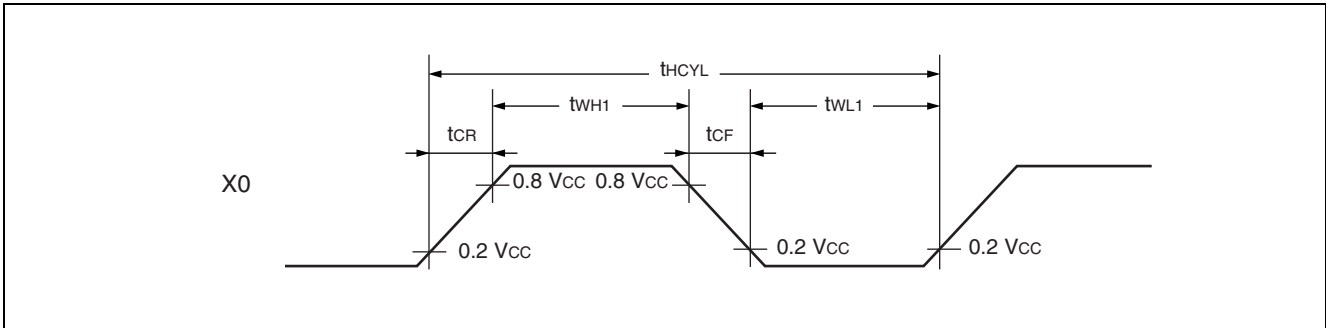 tHCYL
tWH1
tWL1
tCR
tCF
X0
0.8 VCC 0.8 VCC
0.2 VCC
0.2 VCC
0.2 VCC